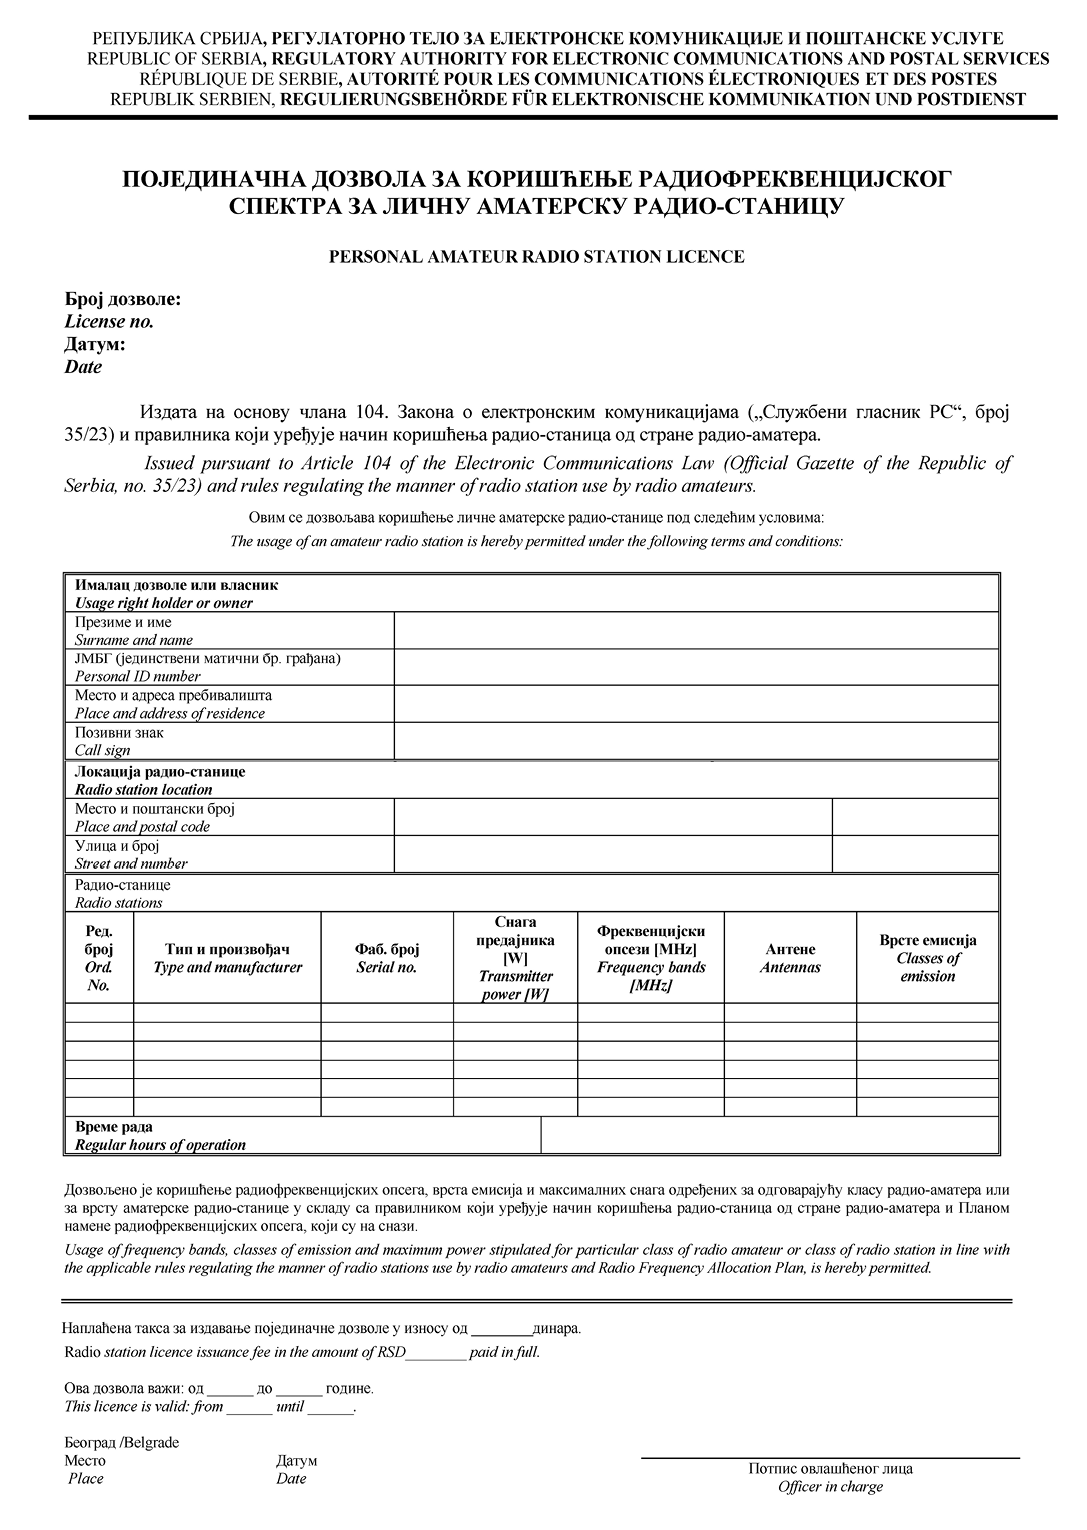 РЕПУБЛИКА СРБИЈА, РЕГУЛАТОРНО ТЕЛО ЗА ЕЛЕКТРОНСКЕ КОМУНИКАЦИЈЕ И ПОШТАНСКЕ УСЛУГЕ
REPUBLIC OF SERBIA, REGULATORY AUTHORITY FOR ELECTRONIC COMMUNICATIONS AND POSTAL SERVICES
RÉPUBLIQUE DE SERBIE, AUTORITÉ POUR LES COMMUNICATIONS ÉLECTRONIQUES ET DES POSTES
REPUBLIK SERBIEN, REGULIERUNGSBEHÖRDE FÜR ELEKTRONISCHE KOMMUNIKATION UND POSTDIENST
ПОЈЕДИНАЧНА ДОЗВОЛА ЗА КОРИШЋЕЊЕ РАДИОФРЕКВЕНЦИЈСКОГ
СПЕКТРА ЗА ЛИЧНУ АМАТЕРСКУ РАДИО-СТАНИЦУ
PERSONAL AMATEUR RADIO STATION LICENCE
Број дозволе:
License no.
Датум:
Date
Издата на основу члана 104. Закона о електронским комуникацијама („Службени гласник РС“, број
35/23) и правилника који уређује начин коришћења радио-станица од стране радио-аматера.
Issued pursuant to Article 104 of the Electronic Communications Law (Official Gazette of the Republic of
Serbia, no. 35/23) and rules regulating the manner of radio station use by radio amateurs.
Овим се дозвољава коришћење личне аматерске радио-станице под следећим условима:
The usage of an amateur radio station is hereby permitted under the following terms and conditions:
Ималац дозволе или власник
Usage right holder or owner
Презиме и име
Surname and name
ЈМБГ (јединствени матични бр. грађана)
Personal ID number
Место и адреса пребивалишта
Place and address of residence
Позивни знак
Call sign
Локација радио-станице
Radio station location
Место и поштански број
Place and postal code
Улица и број
Street and number
Радио-станице
Radio stations
Ред.
број
Ord.
No.
Тип и произвођач
Type and manufacturer
Фаб. број
Serial no.
Снага
предајника
[W]
Transmitter
power [W]
Фреквенцијски
опсези [MHz]
Frequency bands
[MHz]
Антене
Antennas
Врсте емисија
Classes of
emission
Време рада
Regular hours of operation
Дозвољено је коришћење радиофреквенцијских опсега, врста емисија и максималних снага одређених за одговарајућу класу радио-аматера или
за врсту аматерске радио-станице у складу са правилником који уређује начин коришћења радио-станица од стране радио-аматера и Планом
намене радиофреквенцијских опсега, који су на снази.
Usage of frequency bands, classes of emission and maximum power stipulated for particular class of radio amateur or class of radio station in line with
the applicable rules regulating the manner of radio stations use by radio amateurs and Radio Frequency Allocation Plan, is hereby permitted.
Наплаћена такса за издавање појединачне дозволе у износу од ________динара.
Radio station licence issuance fee in the amount of RSD________ paid in full.
Ова дозвола важи: од ______ до ______ године.
This licence is valid: from ______ until ______.
Београд /Belgrade
Место Датум
Place Date
Потпис овлашћеног лица
Officer in charge